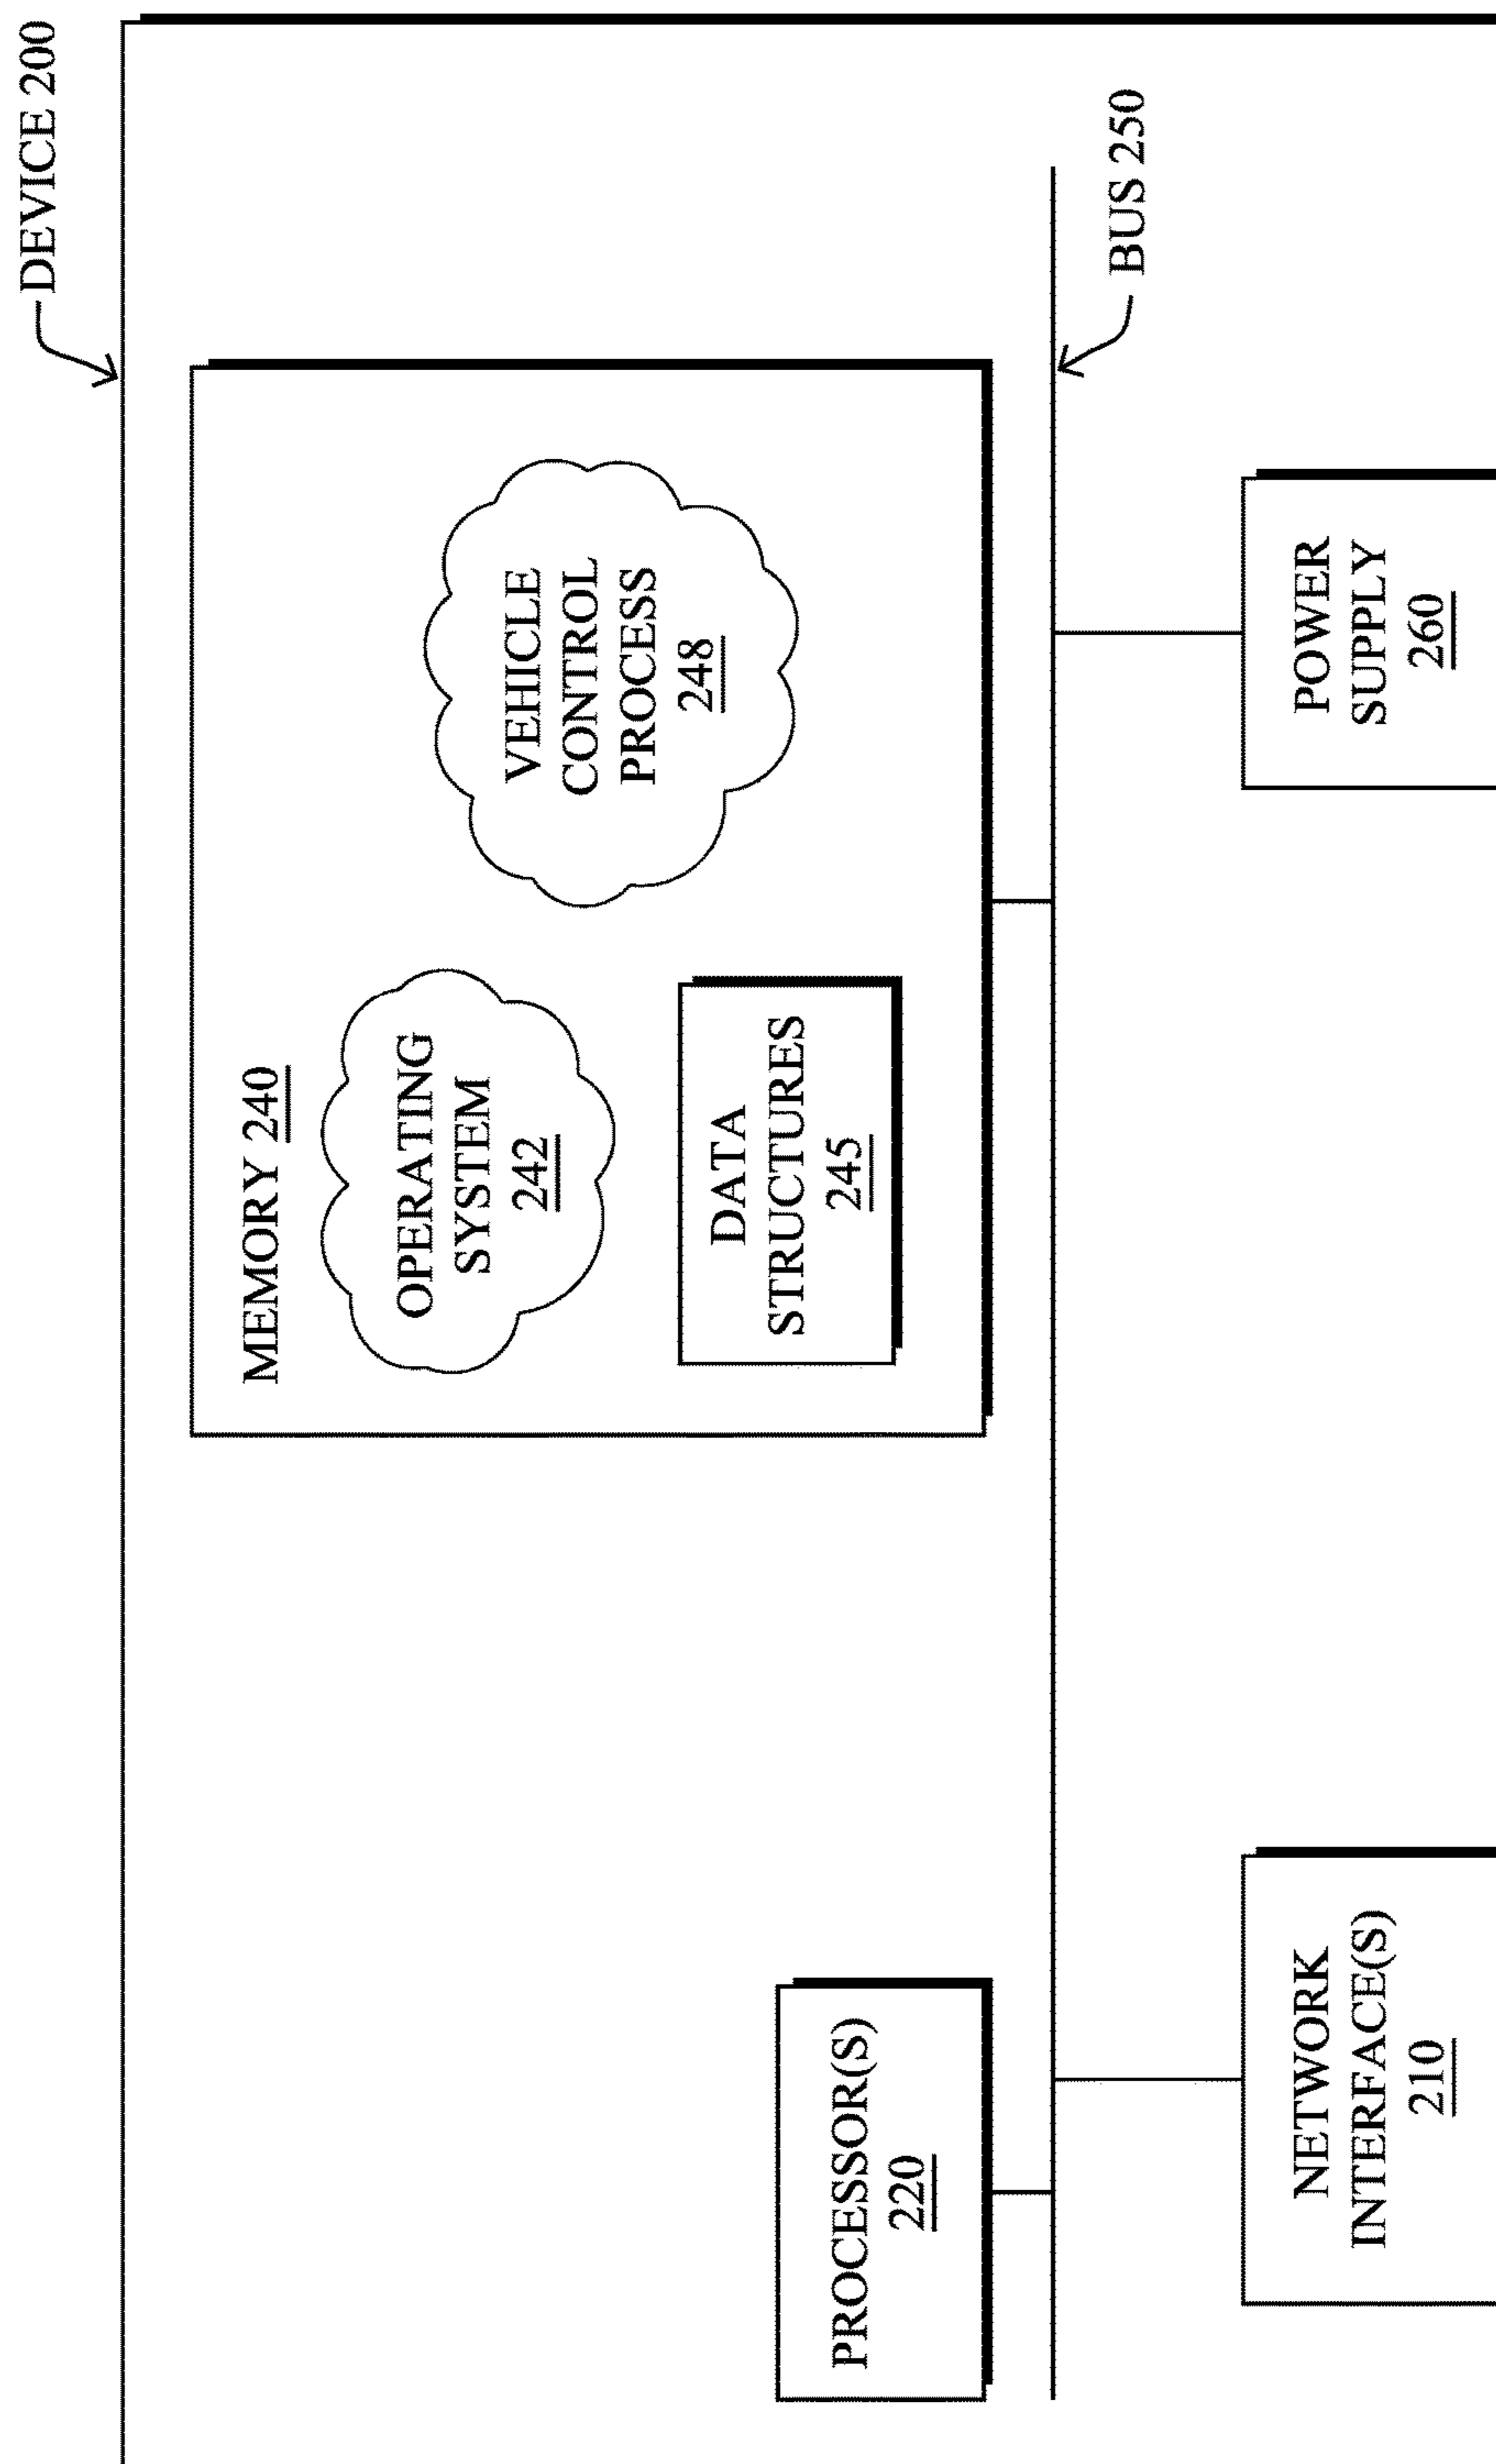 DEVICE 200
MEMORY 240
OPERATING
SYSTEM
242
VEHICLE
CONTROL
PROCESS
248
DATA
STRUCTURES
245
PROCESSOR(S)
220
BUS 250
NETWORK
INTERFACE(S)
210
POWER
SUPPLY
260